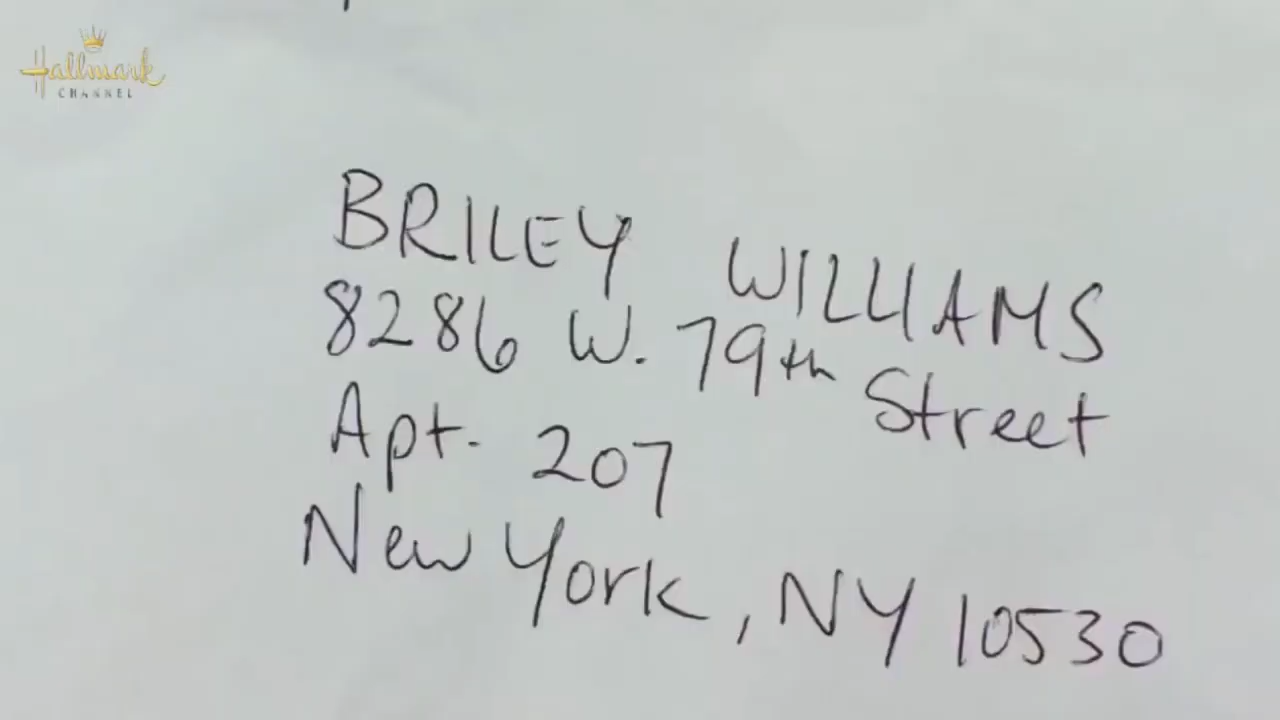 Hallmark
CHANNEL
BRILEY WILLIAMS
8286 W. 79th Street
Apt. 207
New York, NY 10530